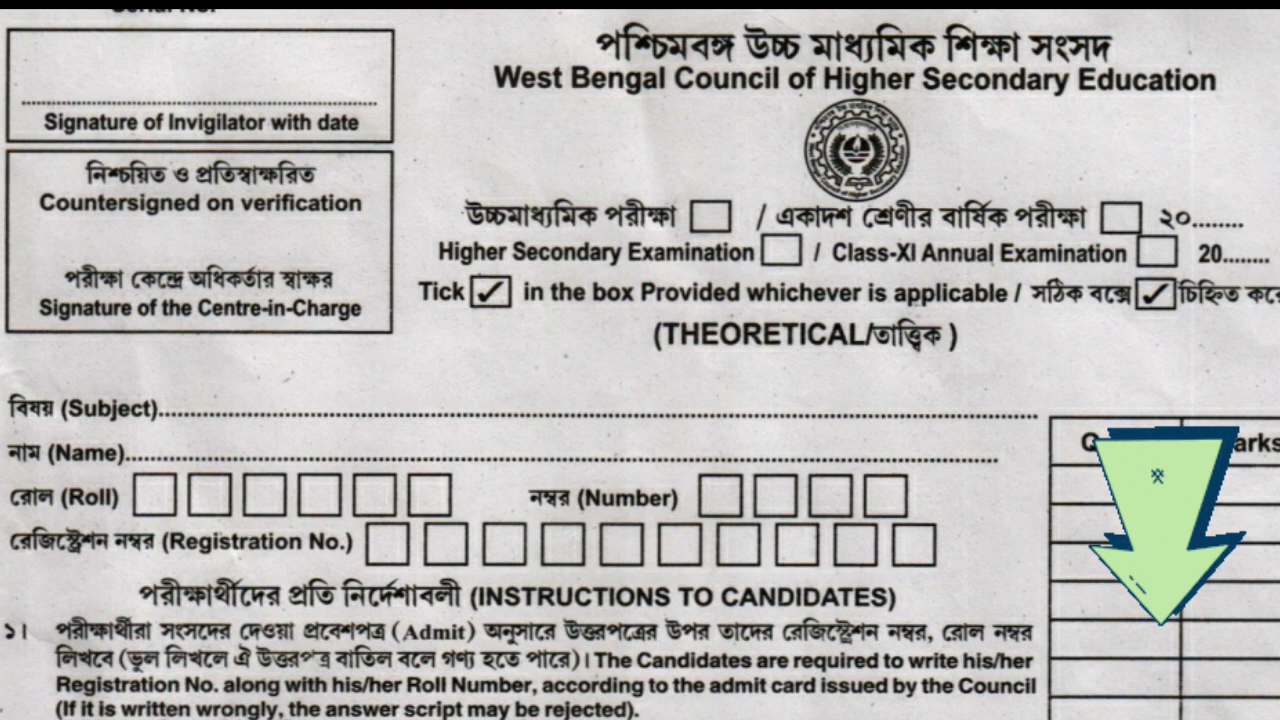 Serial No.
Signature of Invigilator with date
নিশ্চয়িত ও প্রতিস্বাক্ষরিত
Countersigned on verification
পরীক্ষা কেন্দ্রে অধিকর্তার স্বাক্ষর
Signature of the Centre-in-Charge
পশ্চিমবঙ্গ উচ্চ মাধ্যমিক শিক্ষা সংসদ
West Bengal Council of Higher Secondary Education
উচ্চমাধ্যমিক পরীক্ষা / একাদশ শ্রেণীর বার্ষিক পরীক্ষা ২০........
Higher Secondary Examination / Class-XI Annual Examination 20........
Tick ✓ in the box Provided whichever is applicable / সঠিক বক্সে ✓ চিহ্নিত
(THEORETICAL/তাত্ত্বিক )
বিষয় (Subject)
নাম (Name)
রোল (Roll) নম্বর (Number)
রেজিস্ট্রেশন নম্বর (Registration No.)
পরীক্ষার্থীদের প্রতি নির্দেশাবলী (INSTRUCTIONS TO CANDIDATES)
১। পরীক্ষার্থীরা সংসদের দেওয়া প্রবেশপত্র (Admit) অনুসারে উত্তরপত্রের উপর তাদের রেজিস্ট্রেশন নম্বর, রোল নম্বর
লিখবে (ভুল লিখলে ঐ উত্তরপত্র বাতিল বলে গণ্য হতে পারে)। The Candidates are required to write his/her
Registration No. along with his/her Roll Number, according to the admit card issued by the Council
(If it is written wrongly, the answer script may be rejected).